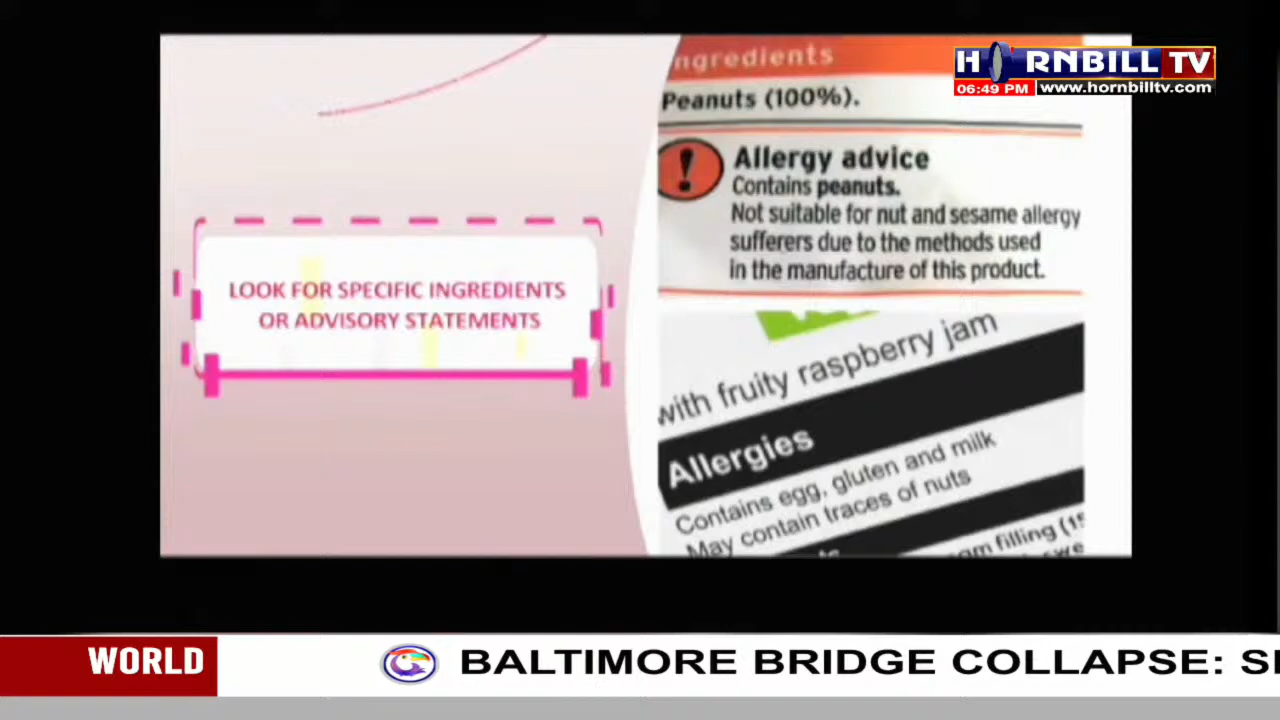 HORNBILL TV
06:49 PM www.hornbilltv.com
LOOK FOR SPECIFIC INGREDIENTS
OR ADVISORY STATEMENTS
ngredients
Peanuts (100%).
! Allergy advice
Contains peanuts.
Not suitable for nut and sesame allergy
sufferers due to the methods used
in the manufacture of this product.
with fruity raspberry jam
Allergies
Contains egg, gluten and milk
May contain traces of nuts
filling (15
WORLD
BALTIMORE BRIDGE COLLAPSE: S